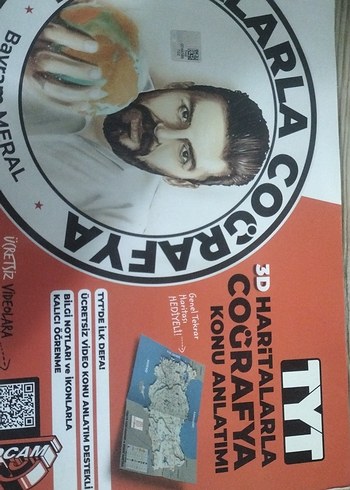 HARİTALARLA COĞRAFYA
COĞRAFYA
Bayram MERAL
TYT
3D HARİTALARLA
COĞRAFYA
KONU ANLATIMI
Genel Tekrar
Haritası
HEDİYELİ
TYT'DE İLK DEFA!
ÜCRETSİZ VİDEO KONU ANLATIM DESTEKLİ
BİLGİ NOTLARI ve İKONLARLA
KALICI ÖĞRENME
ÜCRETSİZ VİDEOLARA